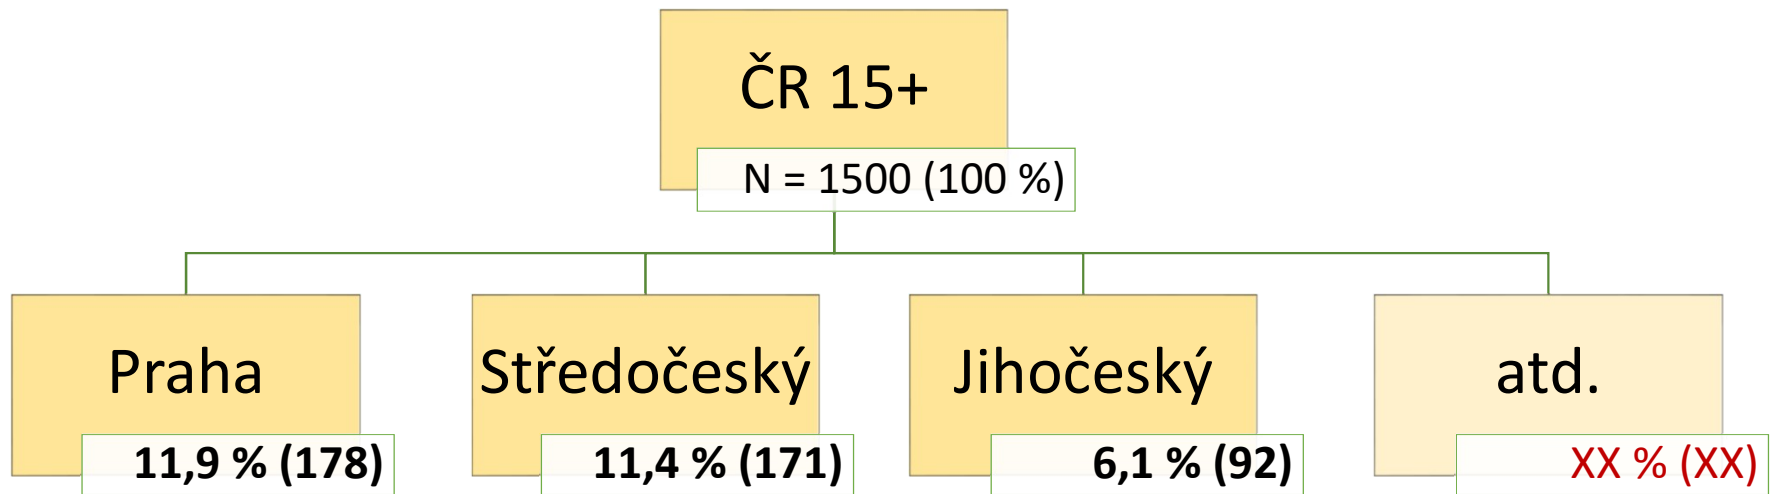 ČR 15+
N = 1500 (100 %)
Praha
11,9 % (178)
Středočeský
11,4 % (171)
Jihočeský
6,1 % (92)
atd.
XX % (XX)